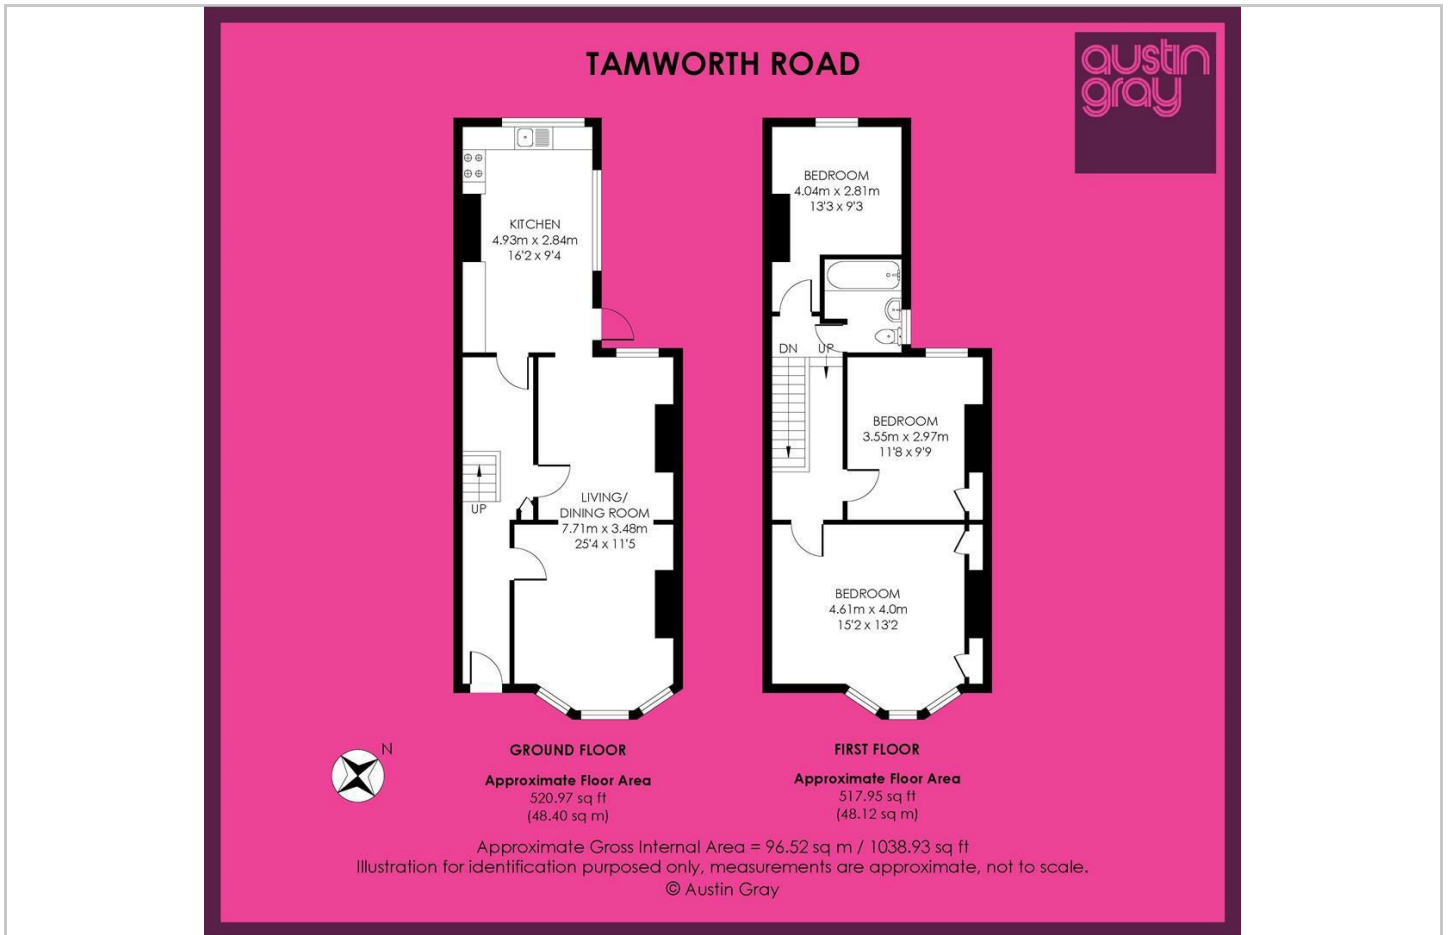 TAMWORTH ROAD
austin
gray
KITCHEN
4.93m x 2.84m
16'2 x 9'4
UP
LIVING/
DINING ROOM
7.71m x 3.48m
25'4 x 11'5
BEDROOM
4.04m x 2.81m
13'3 x 9'3
DN
UP
BEDROOM
3.55m x 2.97m
11'8 x 9'9
BEDROOM
4.61m x 4.0m
15'2 x 13'2
N
GROUND FLOOR
Approximate Floor Area
520.97 sq ft
(48.40 sq m)
FIRST FLOOR
Approximate Floor Area
517.95 sq ft
(48.12 sq m)
Approximate Gross Internal Area = 96.52 sq m / 1038.93 sq ft
Illustration for identification purposed only, measurements are approximate, not to scale.
© Austin Gray